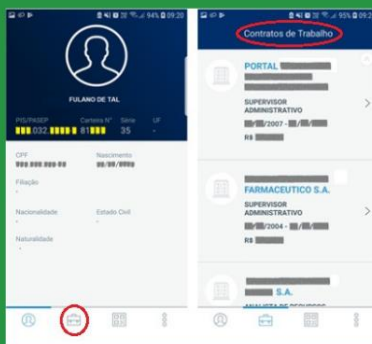 94% 09:20
FULANO DE TAL
PIS/PASEP Carteira N° Série UF
.032. 81 35 -
CPF Nascimento
Filiação
-
Nacionalidade Estado Civil
- -
Naturalidade
-
95% 09:2
Contratos de Trabalho
PORTAL
SUPERVISOR
ADMINISTRATIVO
/2007 -
R$
FARMACEUTICO S.A.
SUPERVISOR
ADMINISTRATIVO
/2004 -
R$
S.A.